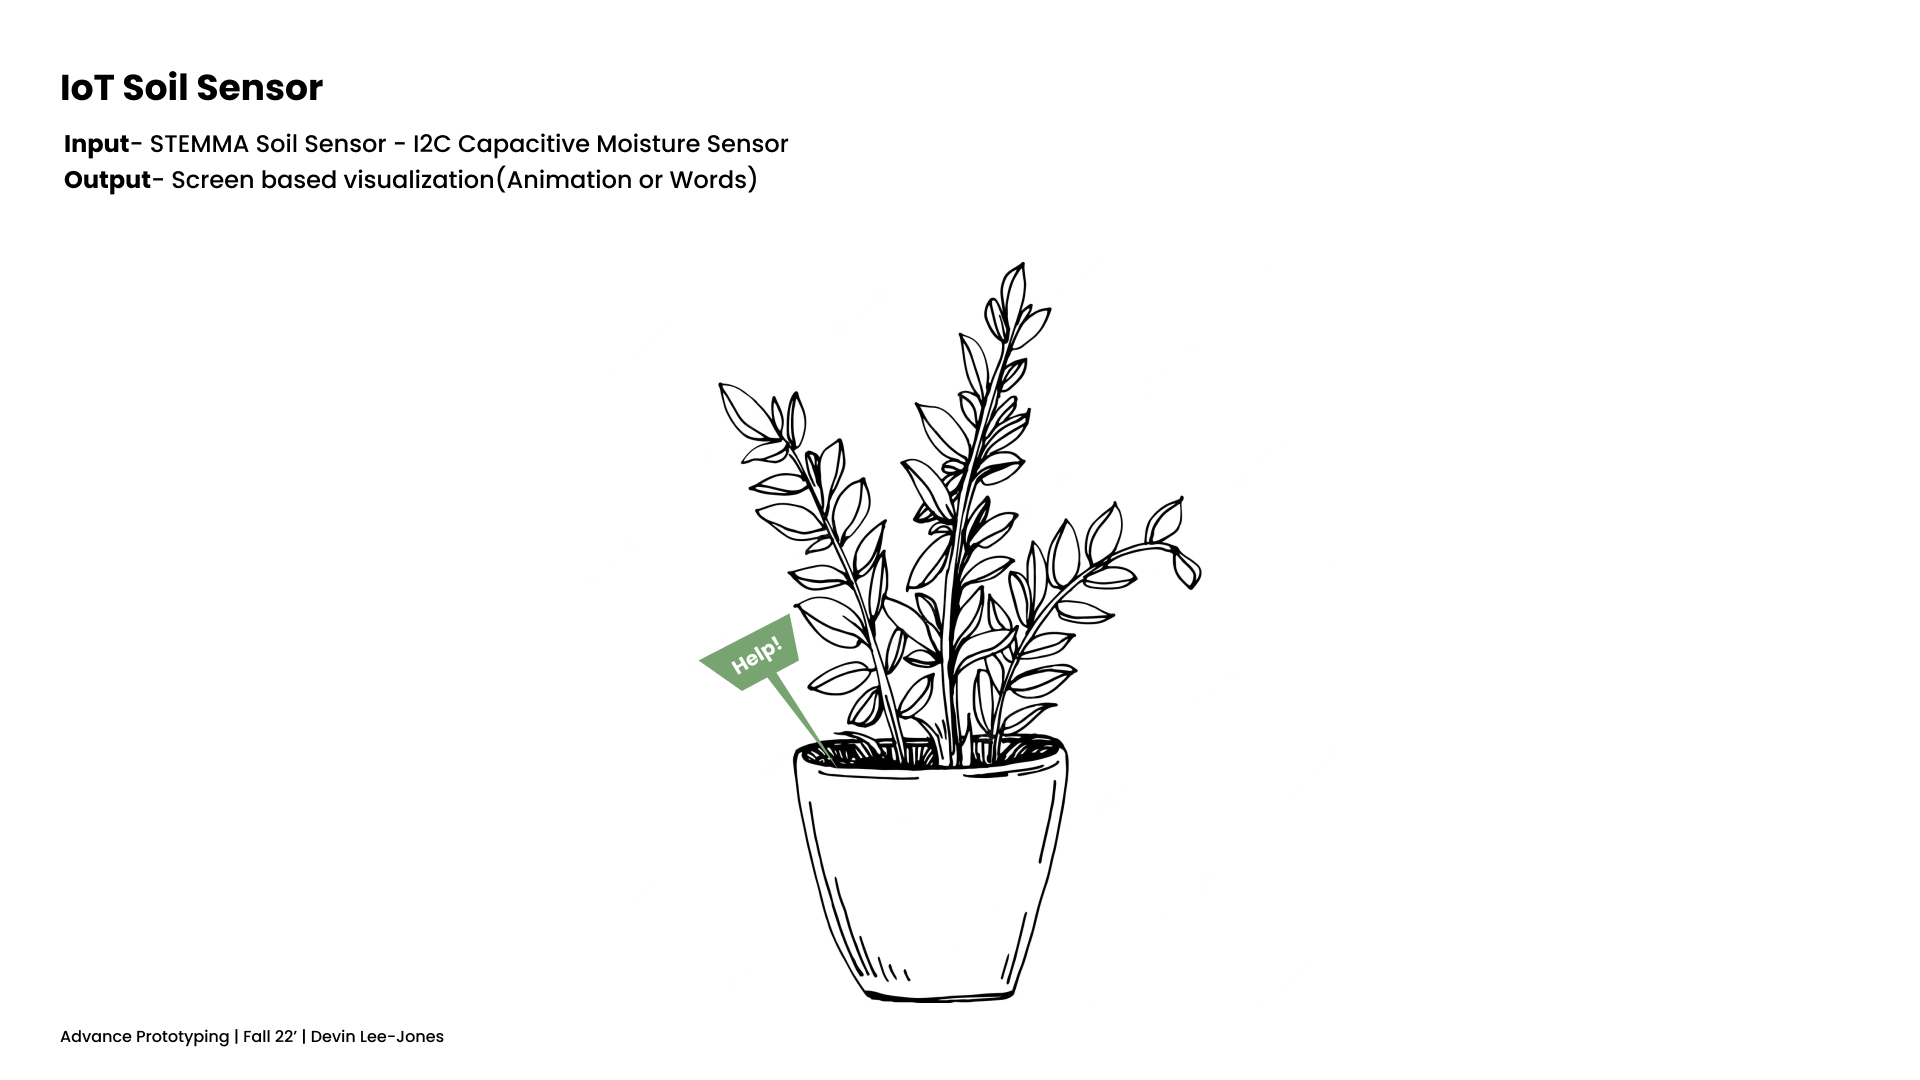 IoT Soil Sensor
Input- STEMMA Soil Sensor - I2C Capacitive Moisture Sensor
Output- Screen based visualization(Animation or Words)
Help!
Advance Prototyping | Fall 22’ | Devin Lee-Jones